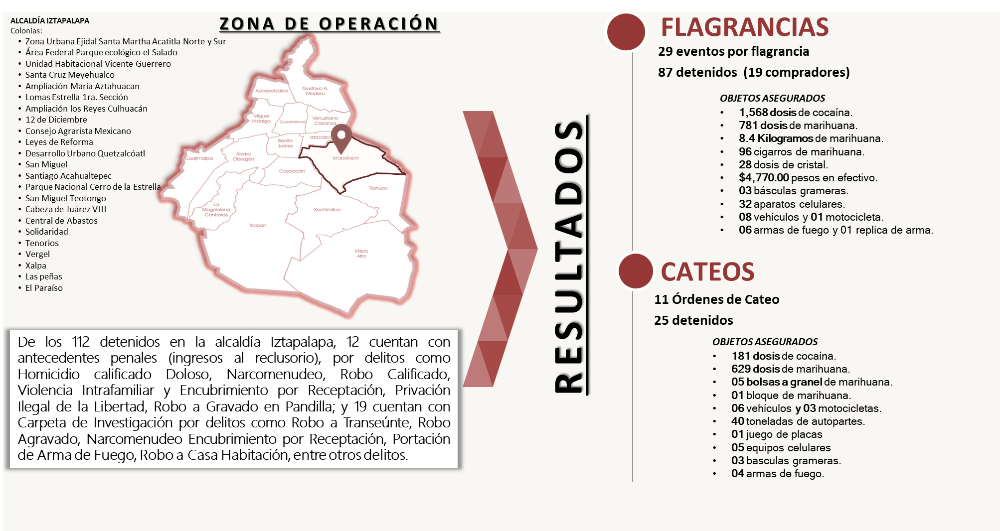 ALCALDÍA IZTAPALAPA
Colonias:
• Zona Urbana Ejidal Santa Martha Acatitla Norte y Sur
• Área Federal Parque ecológico el Salado
• Unidad Habitacional Vicente Guerrero
• Santa Cruz Meyehualco
• Ampliación María Aztahuacan
• Lomas Estrella 1ra. Sección
• Ampliación los Reyes Culhuacán
• 12 de Diciembre
• Consejo Agrarista Mexicano
• Leyes de Reforma
• Desarrollo Urbano Quetzalcóatl
• San Miguel
• Santiago Acahualtepec
• Parque Nacional Cerro de la Estrella
• San Miguel Teotongo
• Cabeza de Juárez VIII
• Central de Abastos
• Solidaridad
• Tenorios
• Vergel
• Xalpa
• Las peñas
• El Paraíso
ZONA DE OPERACIÓN
Azcapotzalco
Gustavo A.
Madero
Miguel
Hidalgo
Cuauhtémoc
Venustiano
Carranza
Iztacalco
Benito
Juárez
Cuajimalpa
Álvaro
Obregón
Iztapalapa
Coyoacán
Tlahuac
La
Magdalena
Contreras
Xochimilco
Tlalpan
Milpa
Alta
De los 112 detenidos en la alcaldía Iztapalapa, 12 cuentan con
antecedentes penales (ingresos al reclusorio), por delitos como
Homicidio calificado Doloso, Narcomenudeo, Robo Calificado,
Violencia Intrafamiliar y Encubrimiento por Receptación, Privación
Ilegal de la Libertad, Robo a Gravado en Pandilla; y 19 cuentan con
Carpeta de Investigación por delitos como Robo a Transeúnte, Robo
Agravado, Narcomenudeo Encubrimiento por Receptación, Portación
de Arma de Fuego, Robo a Casa Habitación, entre otros delitos.
RESULTADOS
FLAGRANCIAS
29 eventos por flagrancia
87 detenidos (19 compradores)
OBJETOS ASEGURADOS
• 1,568 dosis de cocaína.
• 781 dosis de marihuana.
• 8.4 Kilogramos de marihuana.
• 96 cigarros de marihuana.
• 28 dosis de cristal.
• $4,770.00 pesos en efectivo.
• 03 básculas grameras.
• 32 aparatos celulares.
• 08 vehículos y 01 motocicleta.
• 06 armas de fuego y 01 replica de arma.
CATEOS
11 Órdenes de Cateo
25 detenidos
OBJETOS ASEGURADOS
• 181 dosis de cocaína.
• 629 dosis de marihuana.
• 05 bolsas a granel de marihuana.
• 01 bloque de marihuana.
• 06 vehículos y 03 motocicletas.
• 40 toneladas de autopartes.
• 01 juego de placas
• 05 equipos celulares
• 03 basculas grameras.
• 04 armas de fuego.